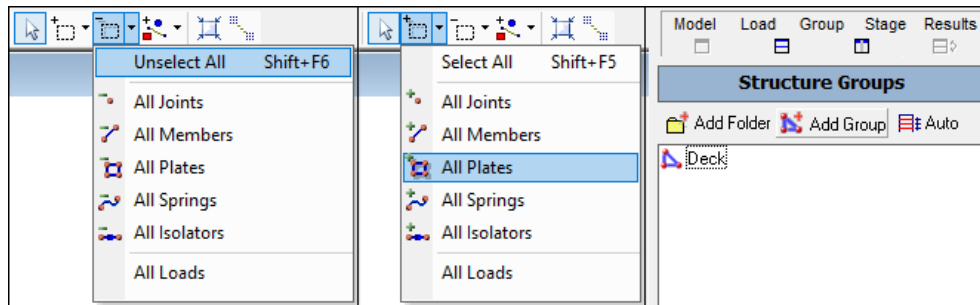 Unselect All Shift+F6
All Joints
All Members
All Plates
All Springs
All Isolators
All Loads
Select All Shift+F5
All Joints
All Members
All Plates
All Springs
All Isolators
All Loads
Model Load Group Stage Results
Structure Groups
Add Folder Add Group Auto
Deck